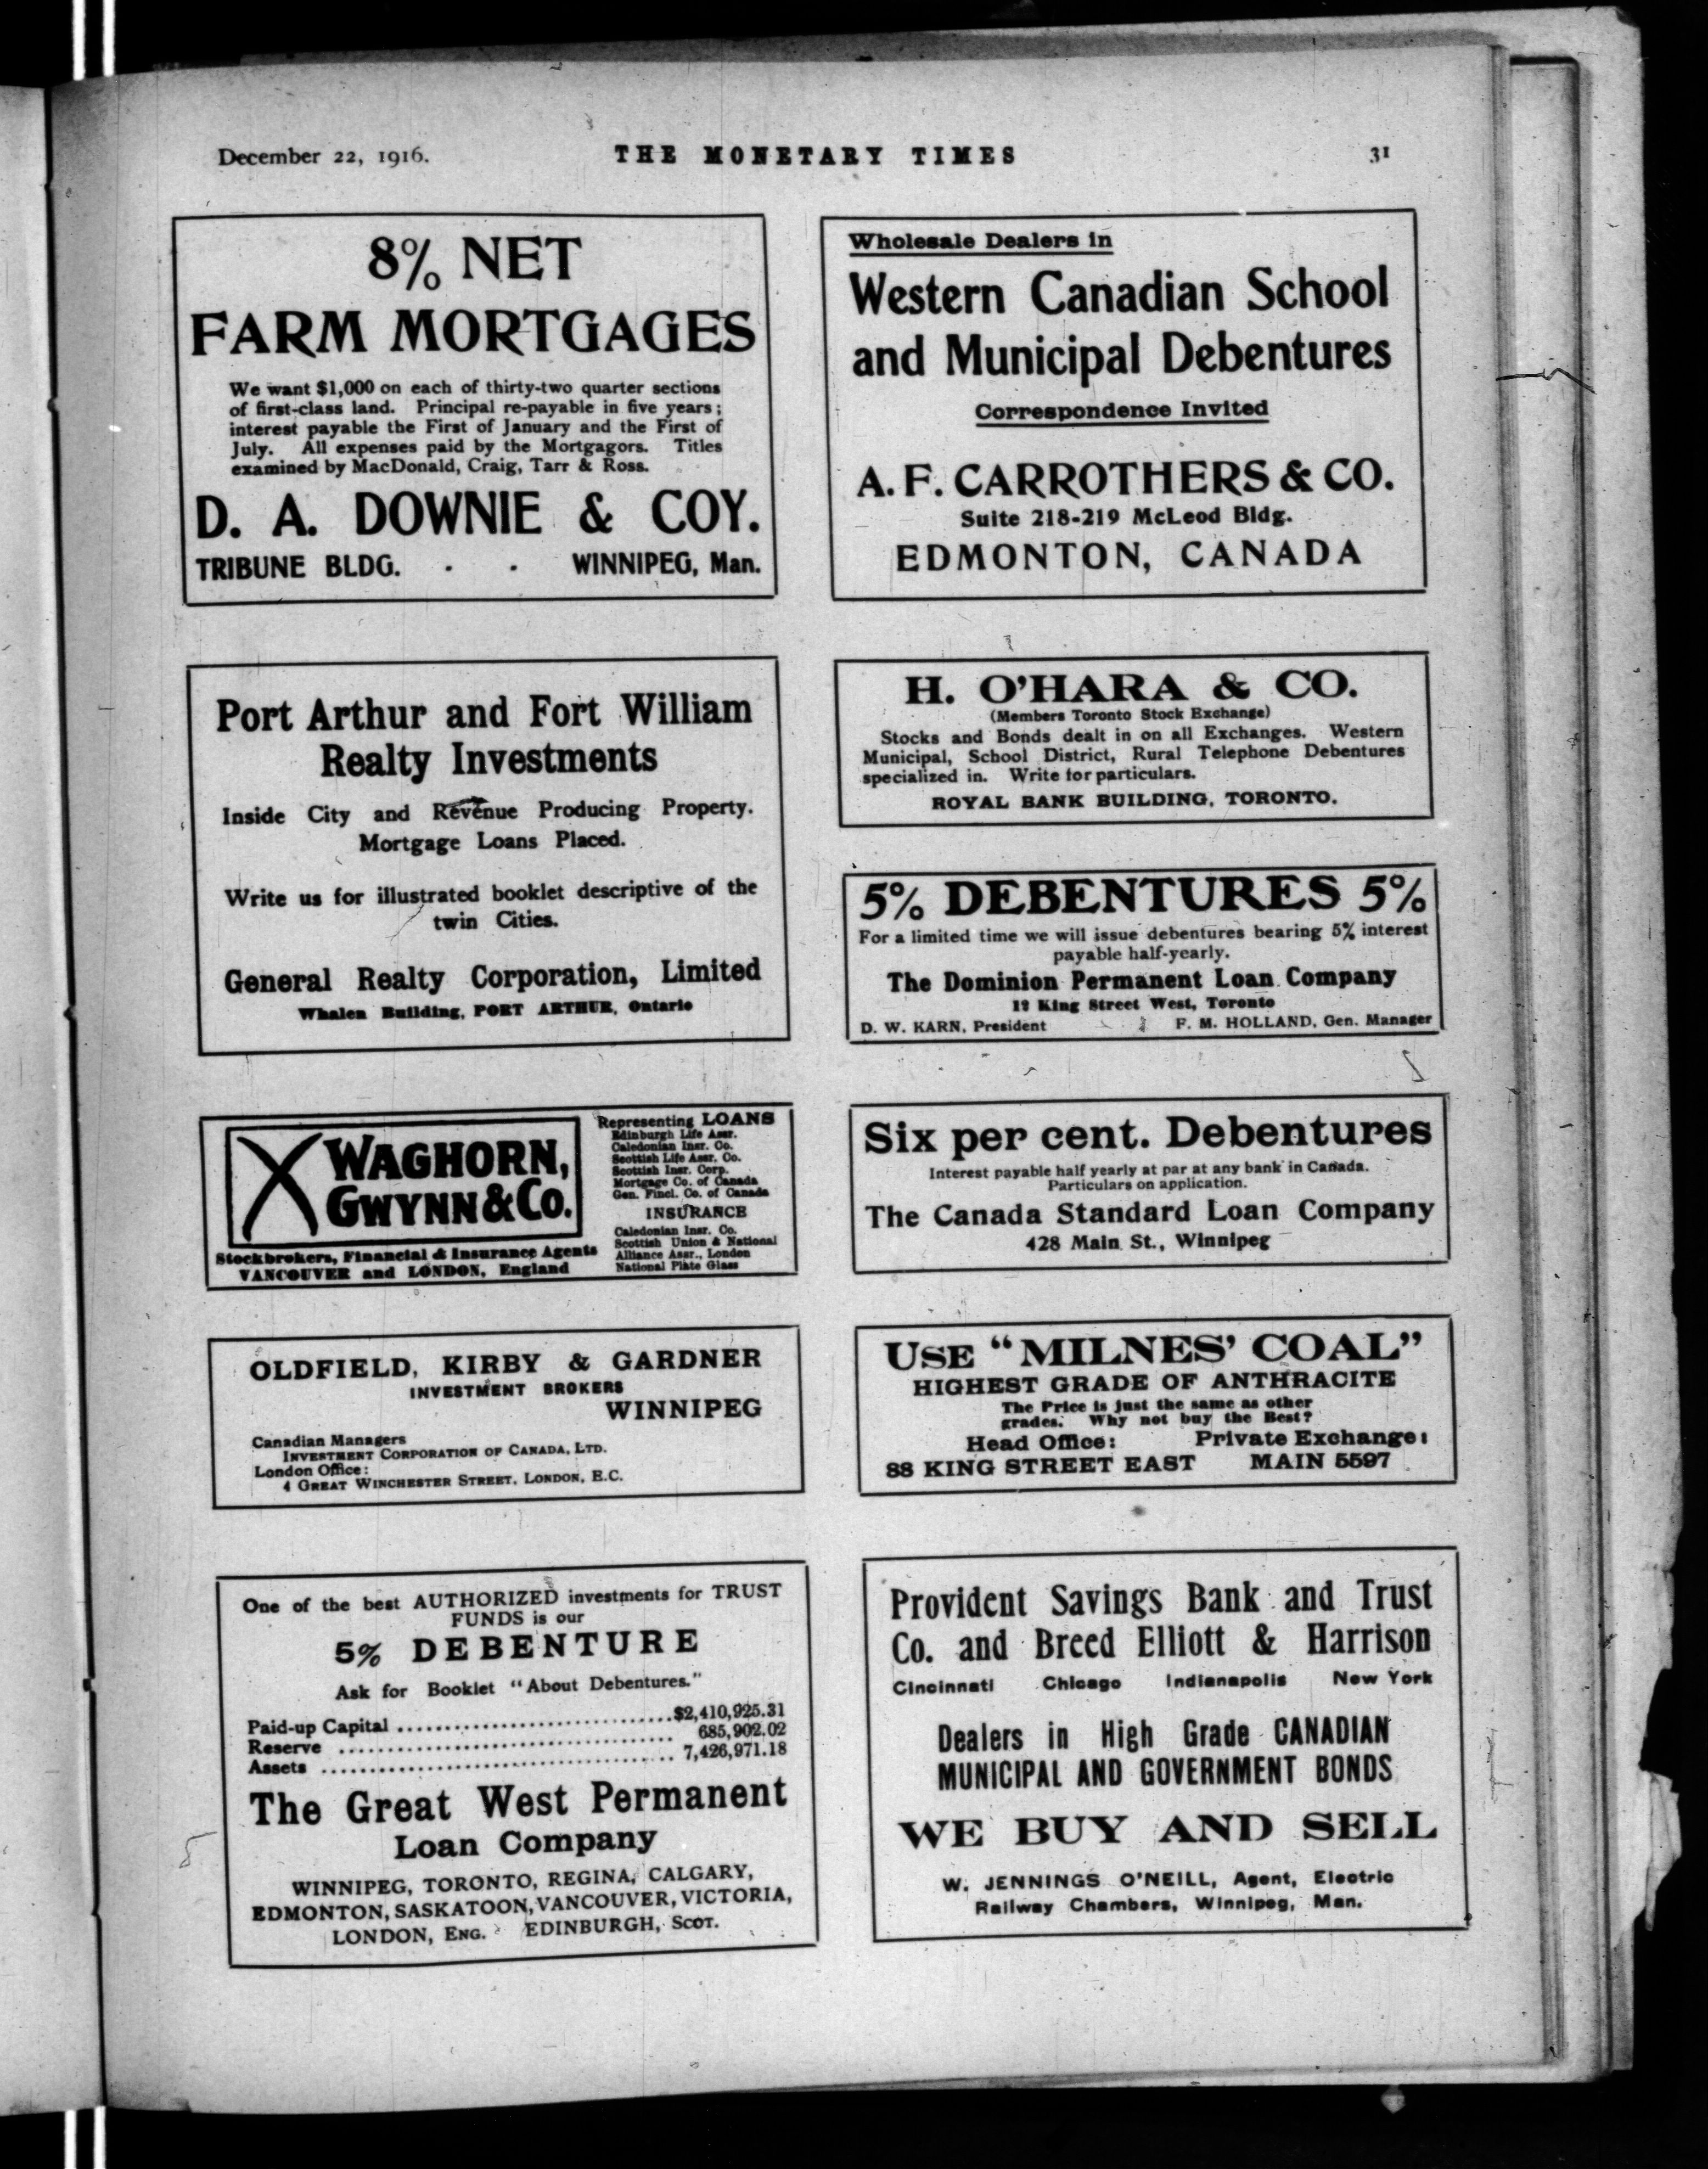 December 22, 1916.
THE MONETARY TIMES
31
8% NET
FARM MORTGAGES
We want $1,000 on each of thirty-two quarter sections
of first-class land. Principal re-payable in five years;
interest payable the First of January and the First of
July. All expenses paid by the Mortgagors. Titles
examined by MacDonald, Craig, Tarr & Ross.
D. A. DOWNIE & COY.
TRIBUNE BLDG. - - WINNIPEG, Man.
Port Arthur and Fort William
Realty Investments
Inside City and Revenue Producing Property.
Mortgage Loans Placed.
Write us for illustrated booklet descriptive of the
twin Cities.
General Realty Corporation, Limited
Whalen Building, PORT ARTHUR, Ontario
WAGHORN,
GWYNN & Co.
Stockbrokers, Financial & Insurance Agents
VANCOUVER and LONDON, England
Representing LOANS
Edinburgh Life Assr.
Caledonian Insr. Co.
Scottish Life Assr. Co.
Scottish Insr. Corp.
Mortgage Co. of Canada
Gen. Fincl. Co. of Canada
INSURANCE
Caledonian Insr. Co.
Scottish Union & National
Alliance Assr., London
National Plate Glass
OLDFIELD, KIRBY & GARDNER
INVESTMENT BROKERS
WINNIPEG
Canadian Managers
INVESTMENT CORPORATION OF CANADA, LTD.
London Office:
4 GREAT WINCHESTER STREET, LONDON, E.C.
One of the best AUTHORIZED investments for TRUST
FUNDS is our
5% DEBENTURE
Ask for Booklet "About Debentures."
Paid-up Capital ..............................$2,410,925.31
Reserve .................................... 685,902.02
Assets ...................................... 7,426,971.18
The Great West Permanent
Loan Company
WINNIPEG, TORONTO, REGINA, CALGARY,
EDMONTON, SASKATOON, VANCOUVER, VICTORIA,
LONDON, ENG. EDINBURGH, SCOT.
Wholesale Dealers in
Western Canadian School
and Municipal Debentures
Correspondence Invited
A. F. CARROTHERS & CO.
Suite 218-219 McLeod Bldg.
EDMONTON, CANADA
H. O'HARA & CO.
(Members Toronto Stock Exchange)
Stocks and Bonds dealt in on all Exchanges. Western
Municipal, School District, Rural Telephone Debentures
specialized in. Write for particulars.
ROYAL BANK BUILDING, TORONTO.
5% DEBENTURES 5%
For a limited time we will issue debentures bearing 5% interest
payable half-yearly.
The Dominion Permanent Loan Company
12 King Street West, Toronto
D. W. KARN, President F. M. HOLLAND, Gen. Manager
Six per cent. Debentures
Interest payable half yearly at par at any bank in Canada.
Particulars on application.
The Canada Standard Loan Company
428 Main St., Winnipeg
USE "MILNES' COAL"
HIGHEST GRADE OF ANTHRACITE
The Price is just the same as other
grades. Why not buy the Best?
Head Office: Private Exchange:
88 KING STREET EAST MAIN 5597
Provident Savings Bank and Trust
Co. and Breed Elliott & Harrison
Cincinnati Chicago Indianapolis New York
Dealers in High Grade CANADIAN
MUNICIPAL AND GOVERNMENT BONDS
WE BUY AND SELL
W. JENNINGS O'NEILL, Agent, Electric
Railway Chambers, Winnipeg, Man.